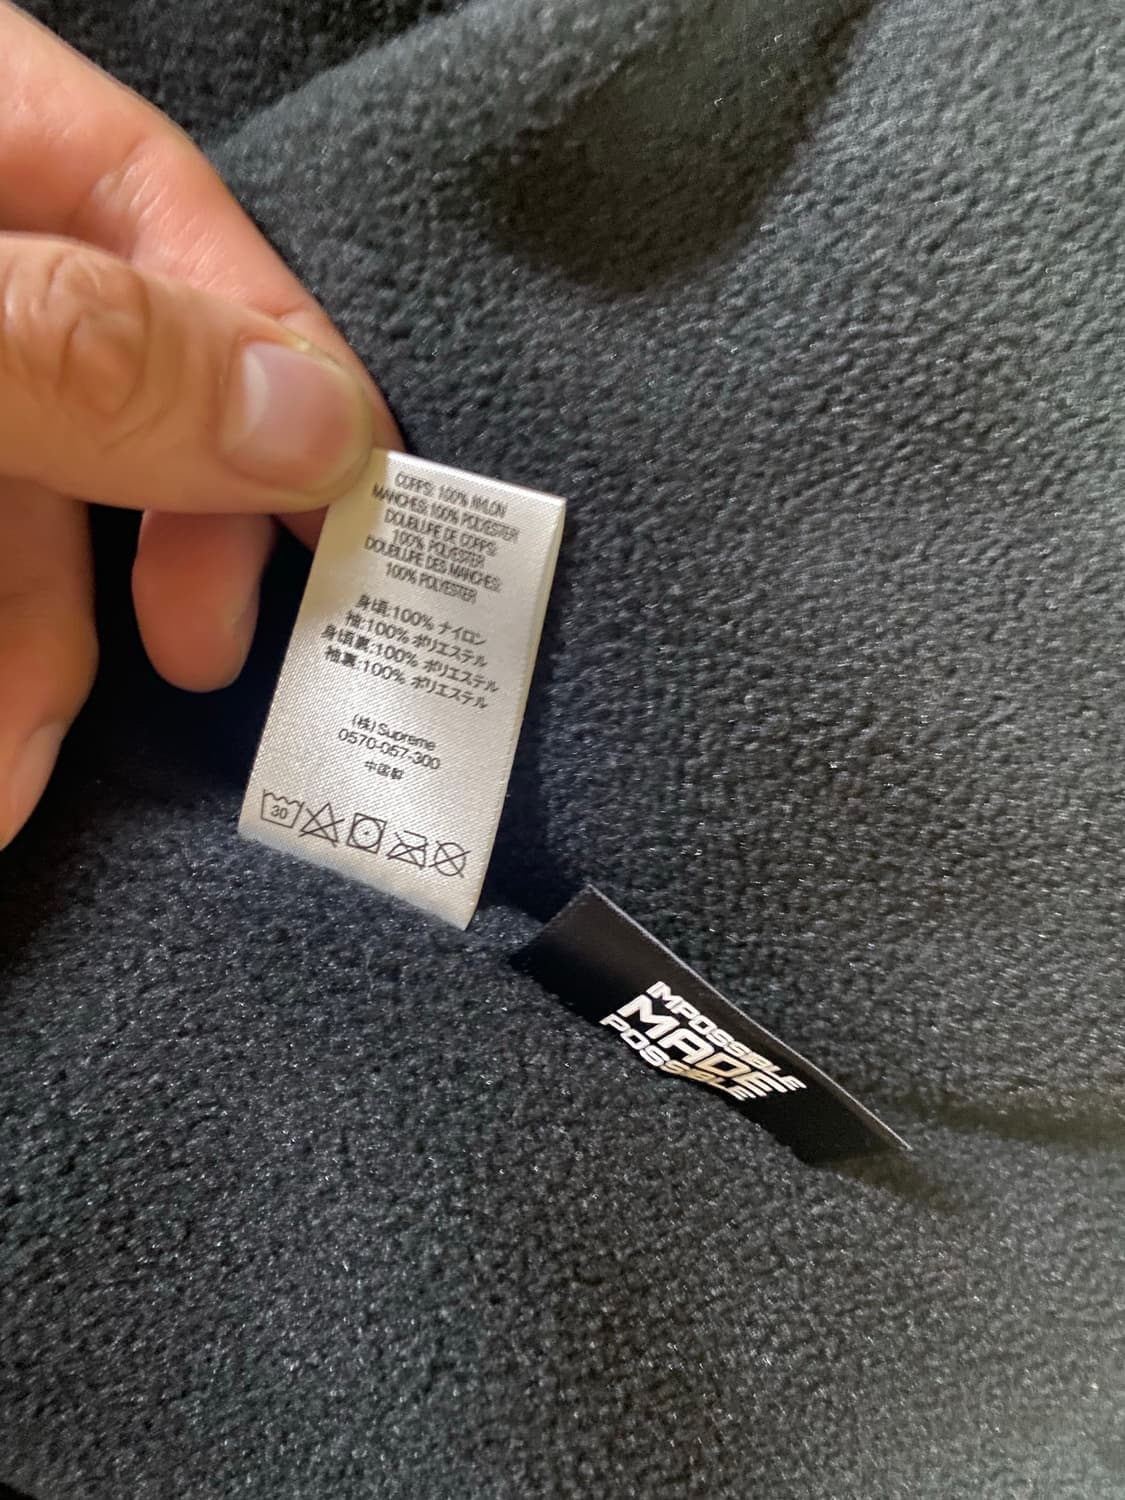 CORPS: 100% NYLON
MANCHES: 100% POLYESTER
DOUBLURE DE CORPS:
100% POLYESTER
DOUBLURE DES MANCHES:
100% POLYESTER
身頃:100% ナイロン
袖:100% ポリエステル
身頃裏:100% ポリエステル
袖裏:100% ポリエステル
(株)Supreme
0570-057-300
中国製
30
IMPOSSIBLE
MADE
POSSIBLE